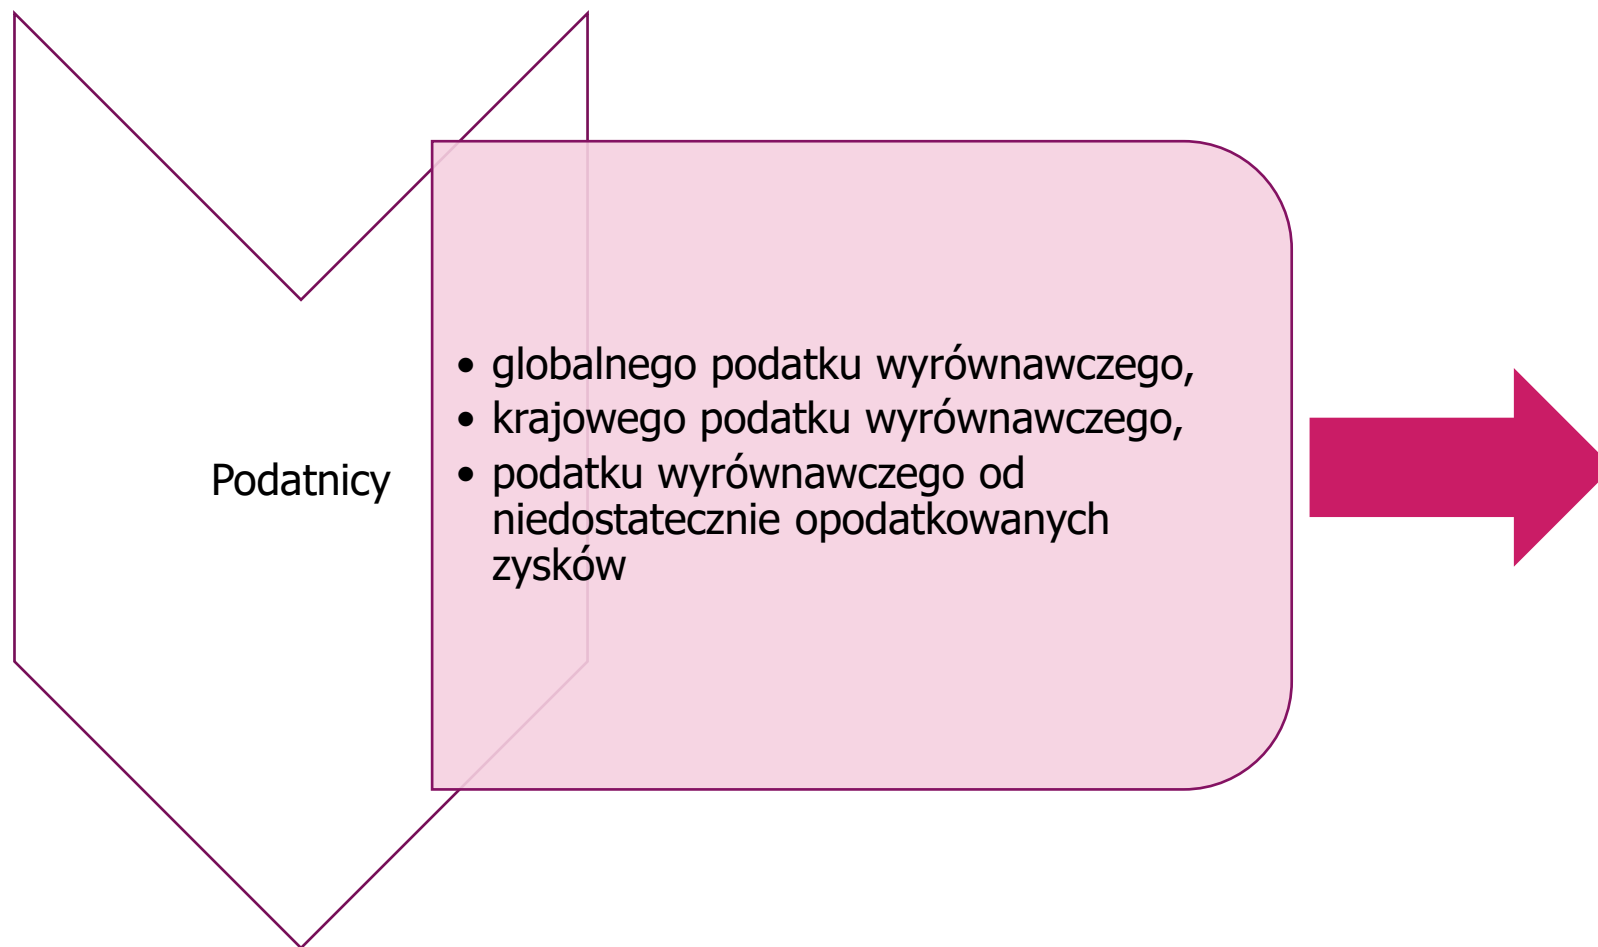 Podatnicy
• globalnego podatku wyrównawczego,
• krajowego podatku wyrównawczego,
• podatku wyrównawczego od
niedostatecznie opodatkowanych
zysków